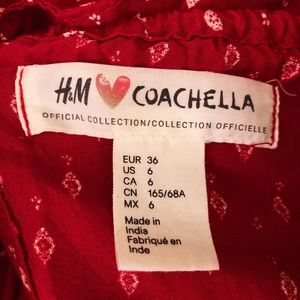 H&M COACHELLA
OFFICIAL COLLECTION/COLLECTION OFFICIELLE
EUR 36
US 6
CA 6
CN 165/68A
MX 6
Made in
India
Fabriqué en
Inde